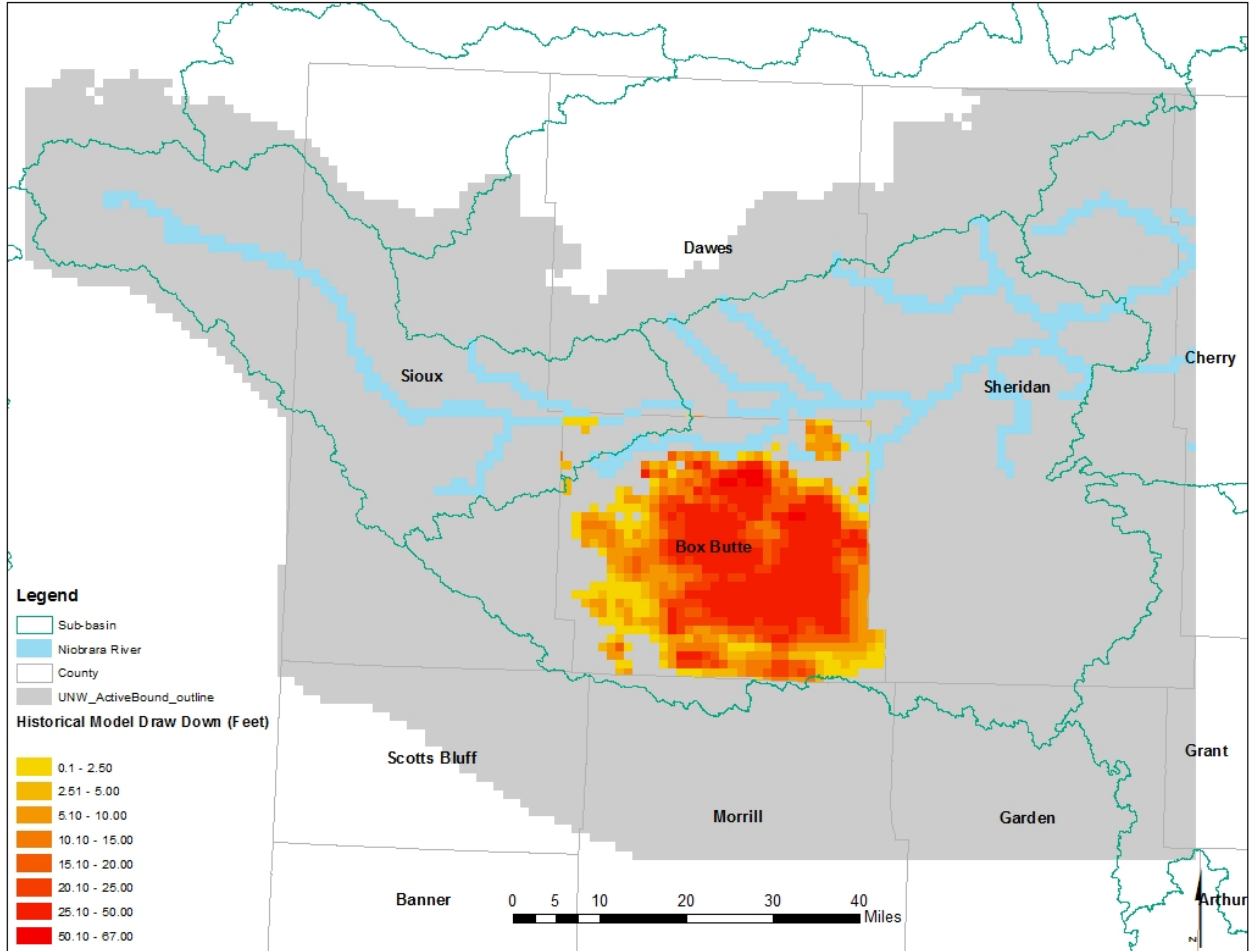 Dawes
Cherry
Sioux
Sheridan
Box Butte
Legend
Sub-basin
Niobrara River
County
UNW_ActiveBound_outline
Historical Model Draw Down (Feet)
0.1 - 2.50
2.51 - 5.00
5.10 - 10.00
10.10 - 15.00
15.10 - 20.00
20.10 - 25.00
25.10 - 50.00
50.10 - 67.00
Scotts Bluff
Grant
Morrill
Garden
Banner
Arthur
0 5 10 20 30 40
Miles
N